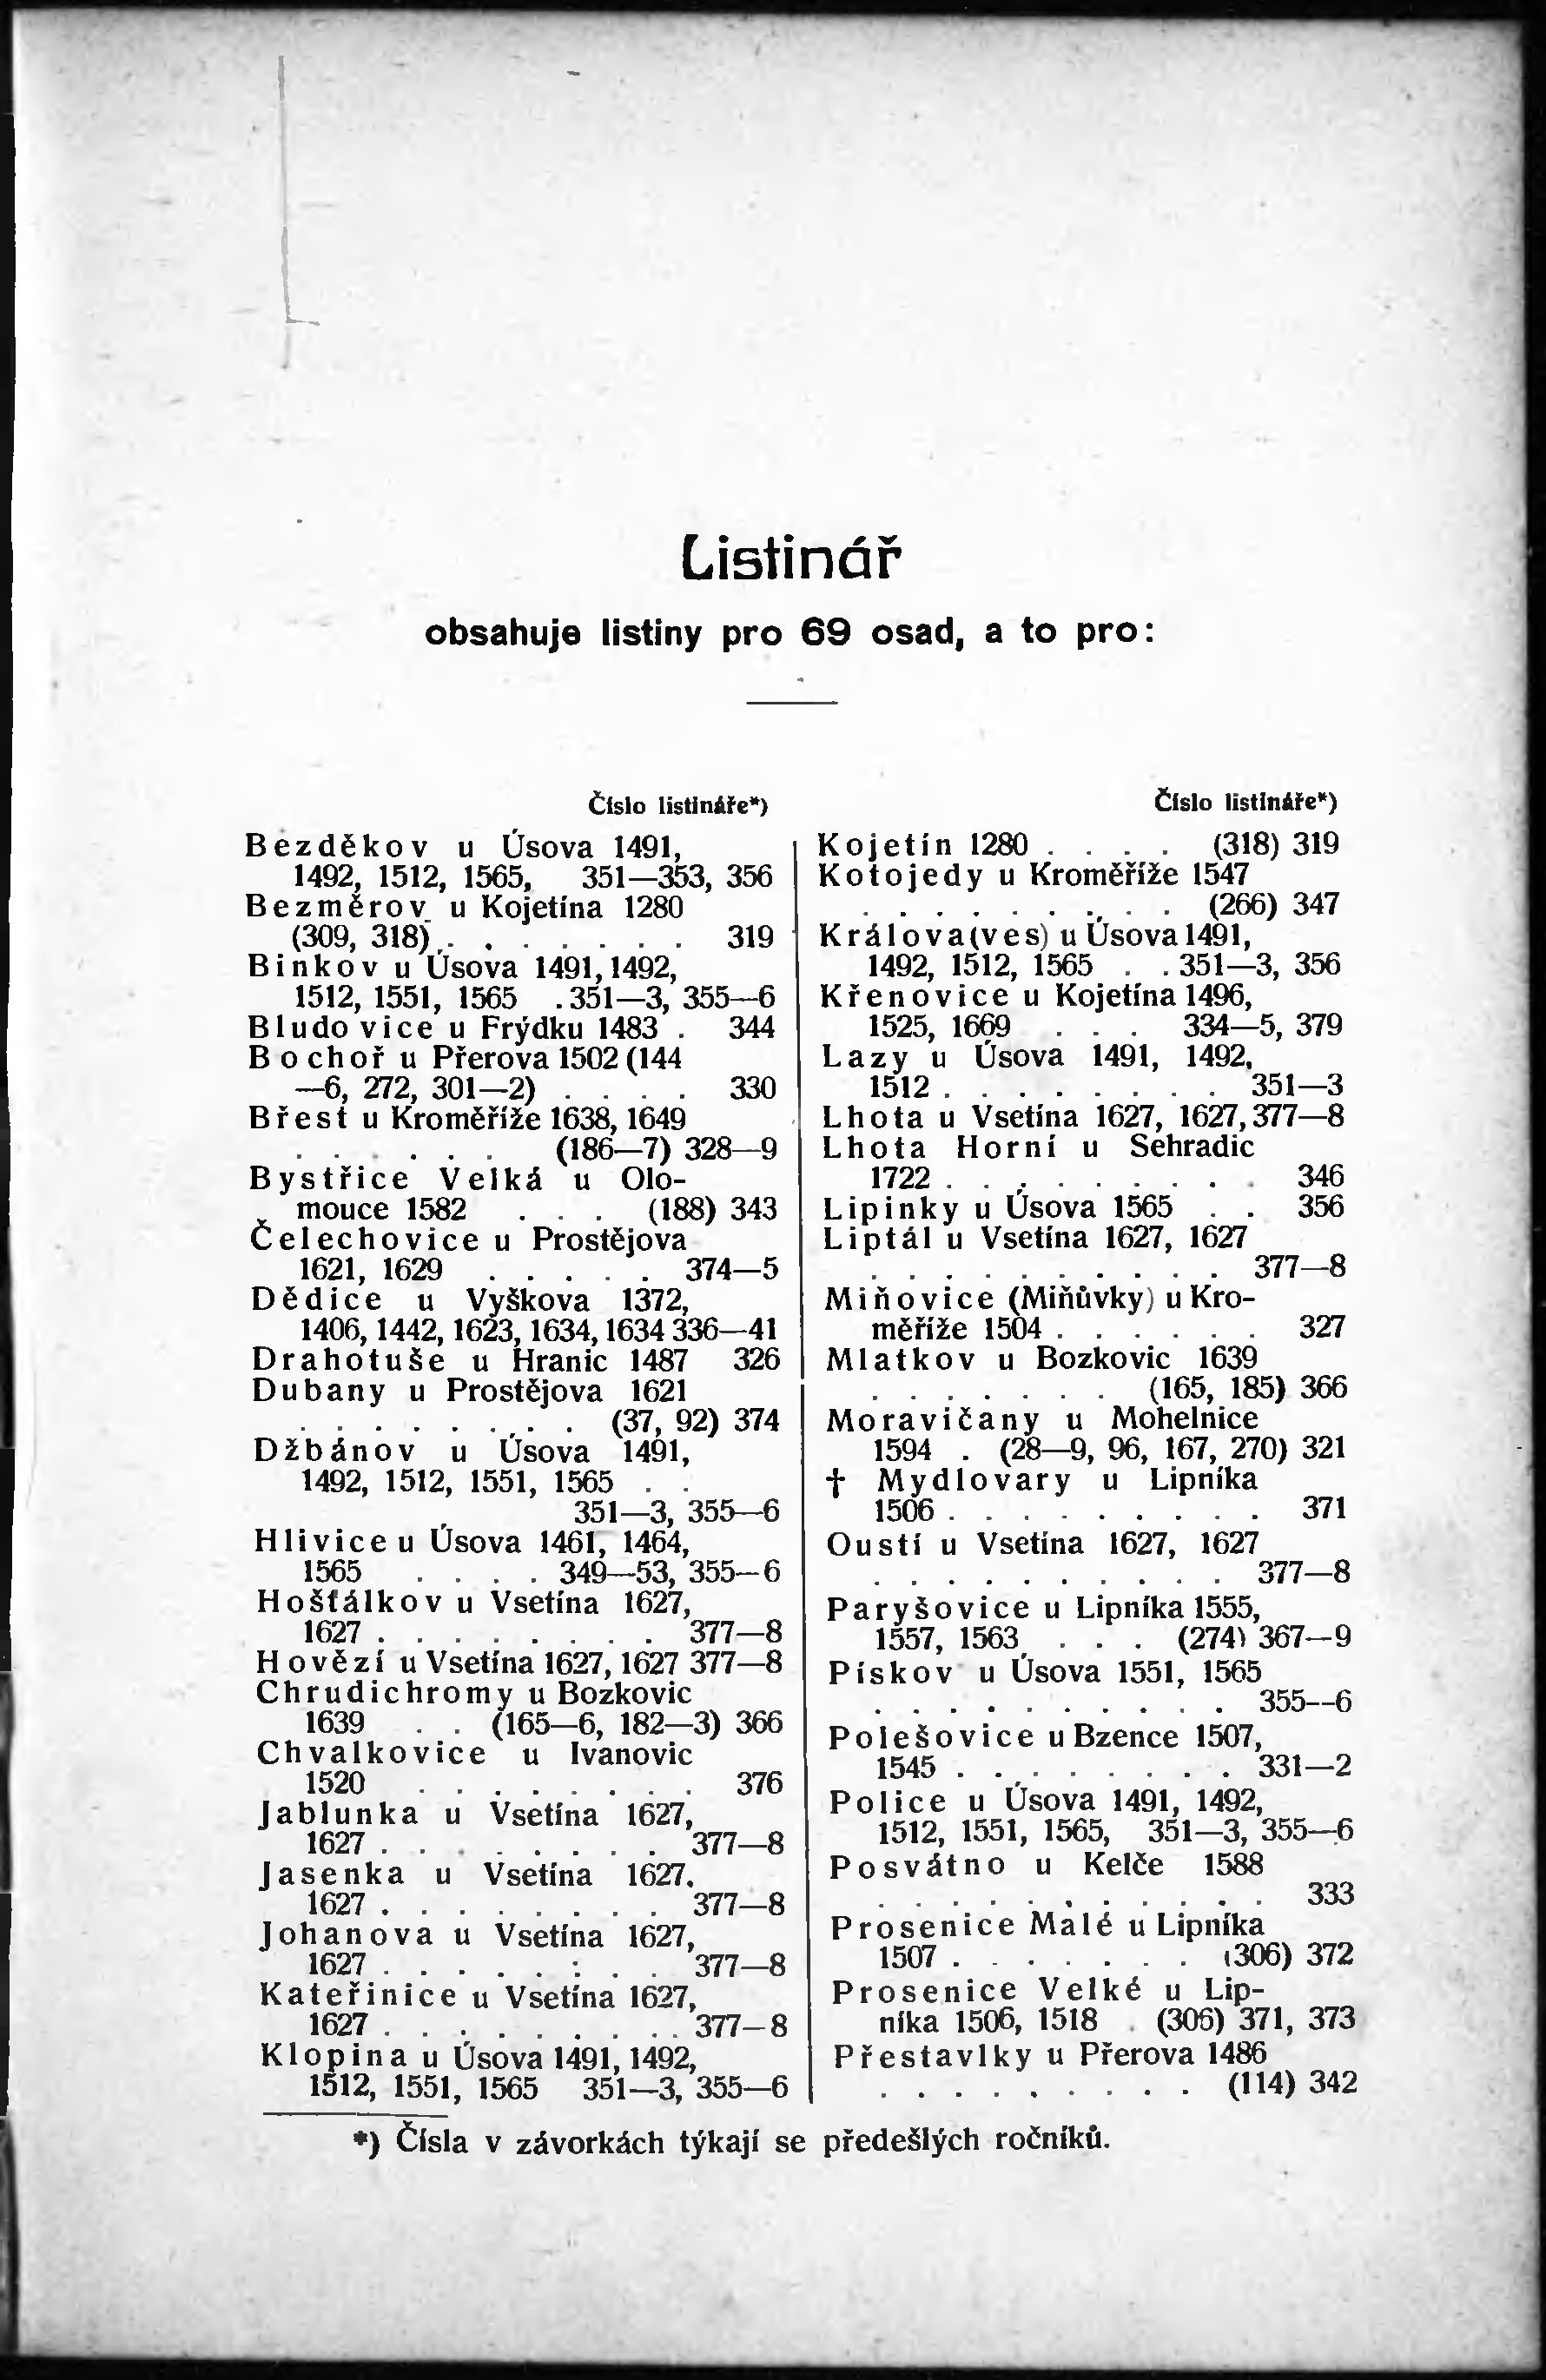 Listinář
obsahuje listiny pro 69 osad, a to pro:
Číslo listináře*)
Bezděkov u Úsova 1491,
1492, 1512, 1565, 351—353, 356
Bezměrov u Kojetína 1280
(309, 318) . . . . . . . 319
Binkov u Úsova 1491, 1492,
1512, 1551, 1565 . 351—3, 355—6
Bludovice u Frýdku 1483 . 344
Bochoř u Přerova 1502 (144
—6, 272, 301—2) . . . . 330
Břest u Kroměříže 1638, 1649
. . . . . . (186—7) 328—9
Bystřice Velká u Olo-
mouce 1582 . . . (188) 343
Čelechovice u Prostějova
1621, 1629 . . . . . 374—5
Dědice u Vyškova 1372,
1406, 1442, 1623, 1634, 1634 336—41
Drahotuše u Hranic 1487 326
Dubany u Prostějova 1621
. . . . . . . . (37, 92) 374
Džbánov u Úsova 1491,
1492, 1512, 1551, 1565 . .
351—3, 355—6
Hlivice u Úsova 1461, 1464,
1565 . . . . 349—53, 355—6
Hošťálkov u Vsetína 1627,
1627 . . . . . . . . 377—8
Hovězí u Vsetína 1627, 1627 377—8
Chrudichromy u Bozkovic
1639 . . (165—6, 182—3) 366
Chvalkovice u Ivanovic
1520 . . . . . . . . 376
Jablunka u Vsetína 1627,
1627 . . . . . . . . 377—8
Jasenka u Vsetína 1627.
1627 . . . . . . . . 377—8
Johanova u Vsetína 1627,
1627 . . . . . : . . 377—8
Kateřinice u Vsetína 1627,
1627 . . . . . . . . . 377—8
Klopina u Úsova 1491, 1492,
1512, 1551, 1565 351—3, 355—6
Číslo listináře*)
Kojetín 1280 . . . . (318) 319
Kotojedy u Kroměříže 1547
. . . . . . . . . (266) 347
Králova(ves) u Úsova 1491,
1492, 1512, 1565 . . 351—3, 356
Křenovice u Kojetína 1496,
1525, 1669 . . . 334—5, 379
Lazy u Úsova 1491, 1492,
1512 . . . . . . . . 351—3
Lhota u Vsetína 1627, 1627, 377—8
Lhota Horní u Sehradic
1722 . . . . . . . . . 346
Lipinky u Úsova 1565 . . 356
Liptál u Vsetína 1627, 1627
. . . . . . . . . . 377—8
Miňovice (Miňůvky) u Kro-
měříže 1504 . . . . . . 327
Mlatkov u Bozkovic 1639
. . . . . . . (165, 185) 366
Moravičany u Mohelnice
1594 . (28—9, 96, 167, 270) 321
† Mydlovary u Lipníka
1506 . . . . . . . . . 371
Oustí u Vsetína 1627, 1627
. . . . . . . . . . 377—8
Paryšovice u Lipníka 1555,
1557, 1563 . . . (274) 367—9
Pískov u Úsova 1551, 1565
. . . . . . . . . . 355—6
Polešovice u Bzence 1507,
1545 . . . . . . . . 331—2
Police u Úsova 1491, 1492,
1512, 1551, 1565, 351—3, 355—6
Posvátno u Kelče 1588
. . . . . . . . . . . 333
Prosenice Malé u Lipníka
1507 . . . . . . . (306) 372
Prosenice Velké u Lip-
níka 1506, 1518 . (306) 371, 373
Přestavlky u Přerova 1486
. . . . . . . . . (114) 342
*) Čísla v závorkách týkají se předešlých ročníků.